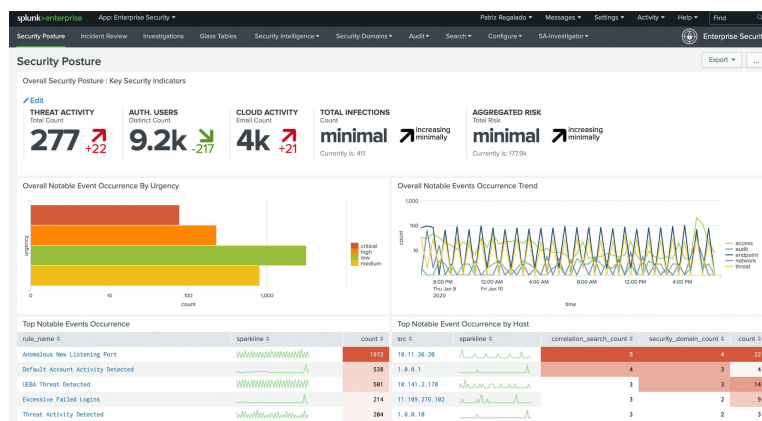 splunk>enterprise App: Enterprise Security ▾ Patriz Regalado ▾ Messages ▾ Settings ▾ Activity ▾ Help ▾ Find
Security Posture Incident Review Investigations Glass Tables Security Intelligence ▾ Security Domains ▾ Audit ▾ Search ▾ Configure ▾ SA-Investigator ▾ Enterprise Securi
Security Posture Export ▾ ...
Overall Security Posture : Key Security Indicators
Edit
THREAT ACTIVITY AUTH. USERS CLOUD ACTIVITY TOTAL INFECTIONS AGGREGATED RISK
Total Count Distinct Count Email Count Count Total Risk
277 +22 9.2k -217 4k +21 minimal increasing minimally minimal increasing minimally
Currently is: 411 Currently is: 177.9k
Overall Notable Event Occurrence By Urgency
urgency
critical
high
low
medium
0 10 100 1,000
count
Overall Notable Events Occurrence Trend
1,000
100
10
count
access
audit
endpoint
network
threat
8:00 PM 12:00 AM 4:00 AM 8:00 AM 12:00 PM 4:00 PM
Thu Jan 9 Fri Jan 10
2020
time
Top Notable Events Occurrence
rule_name sparkline count
Anomalous New Listening Port 1972
Default Account Activity Detected 538
UEBA Threat Detected 501
Excessive Failed Logins 214
Threat Activity Detected 204
Top Notable Event Occurrence by Host
src sparkline correlation_search_count security_domain_count count
10.11.36.20 5 4 22
1.0.0.1 4 3 4
10.141.2.170 3 3 14
11.109.276.102 3 2 9
1.0.0.10 3 2 3